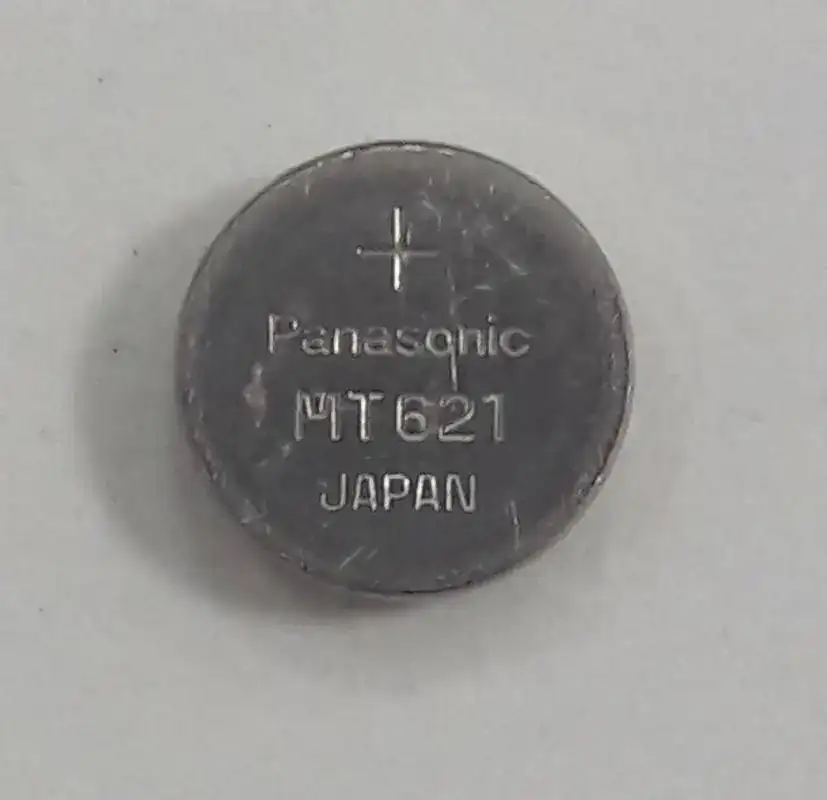 +
Panasonic
MT621
JAPAN